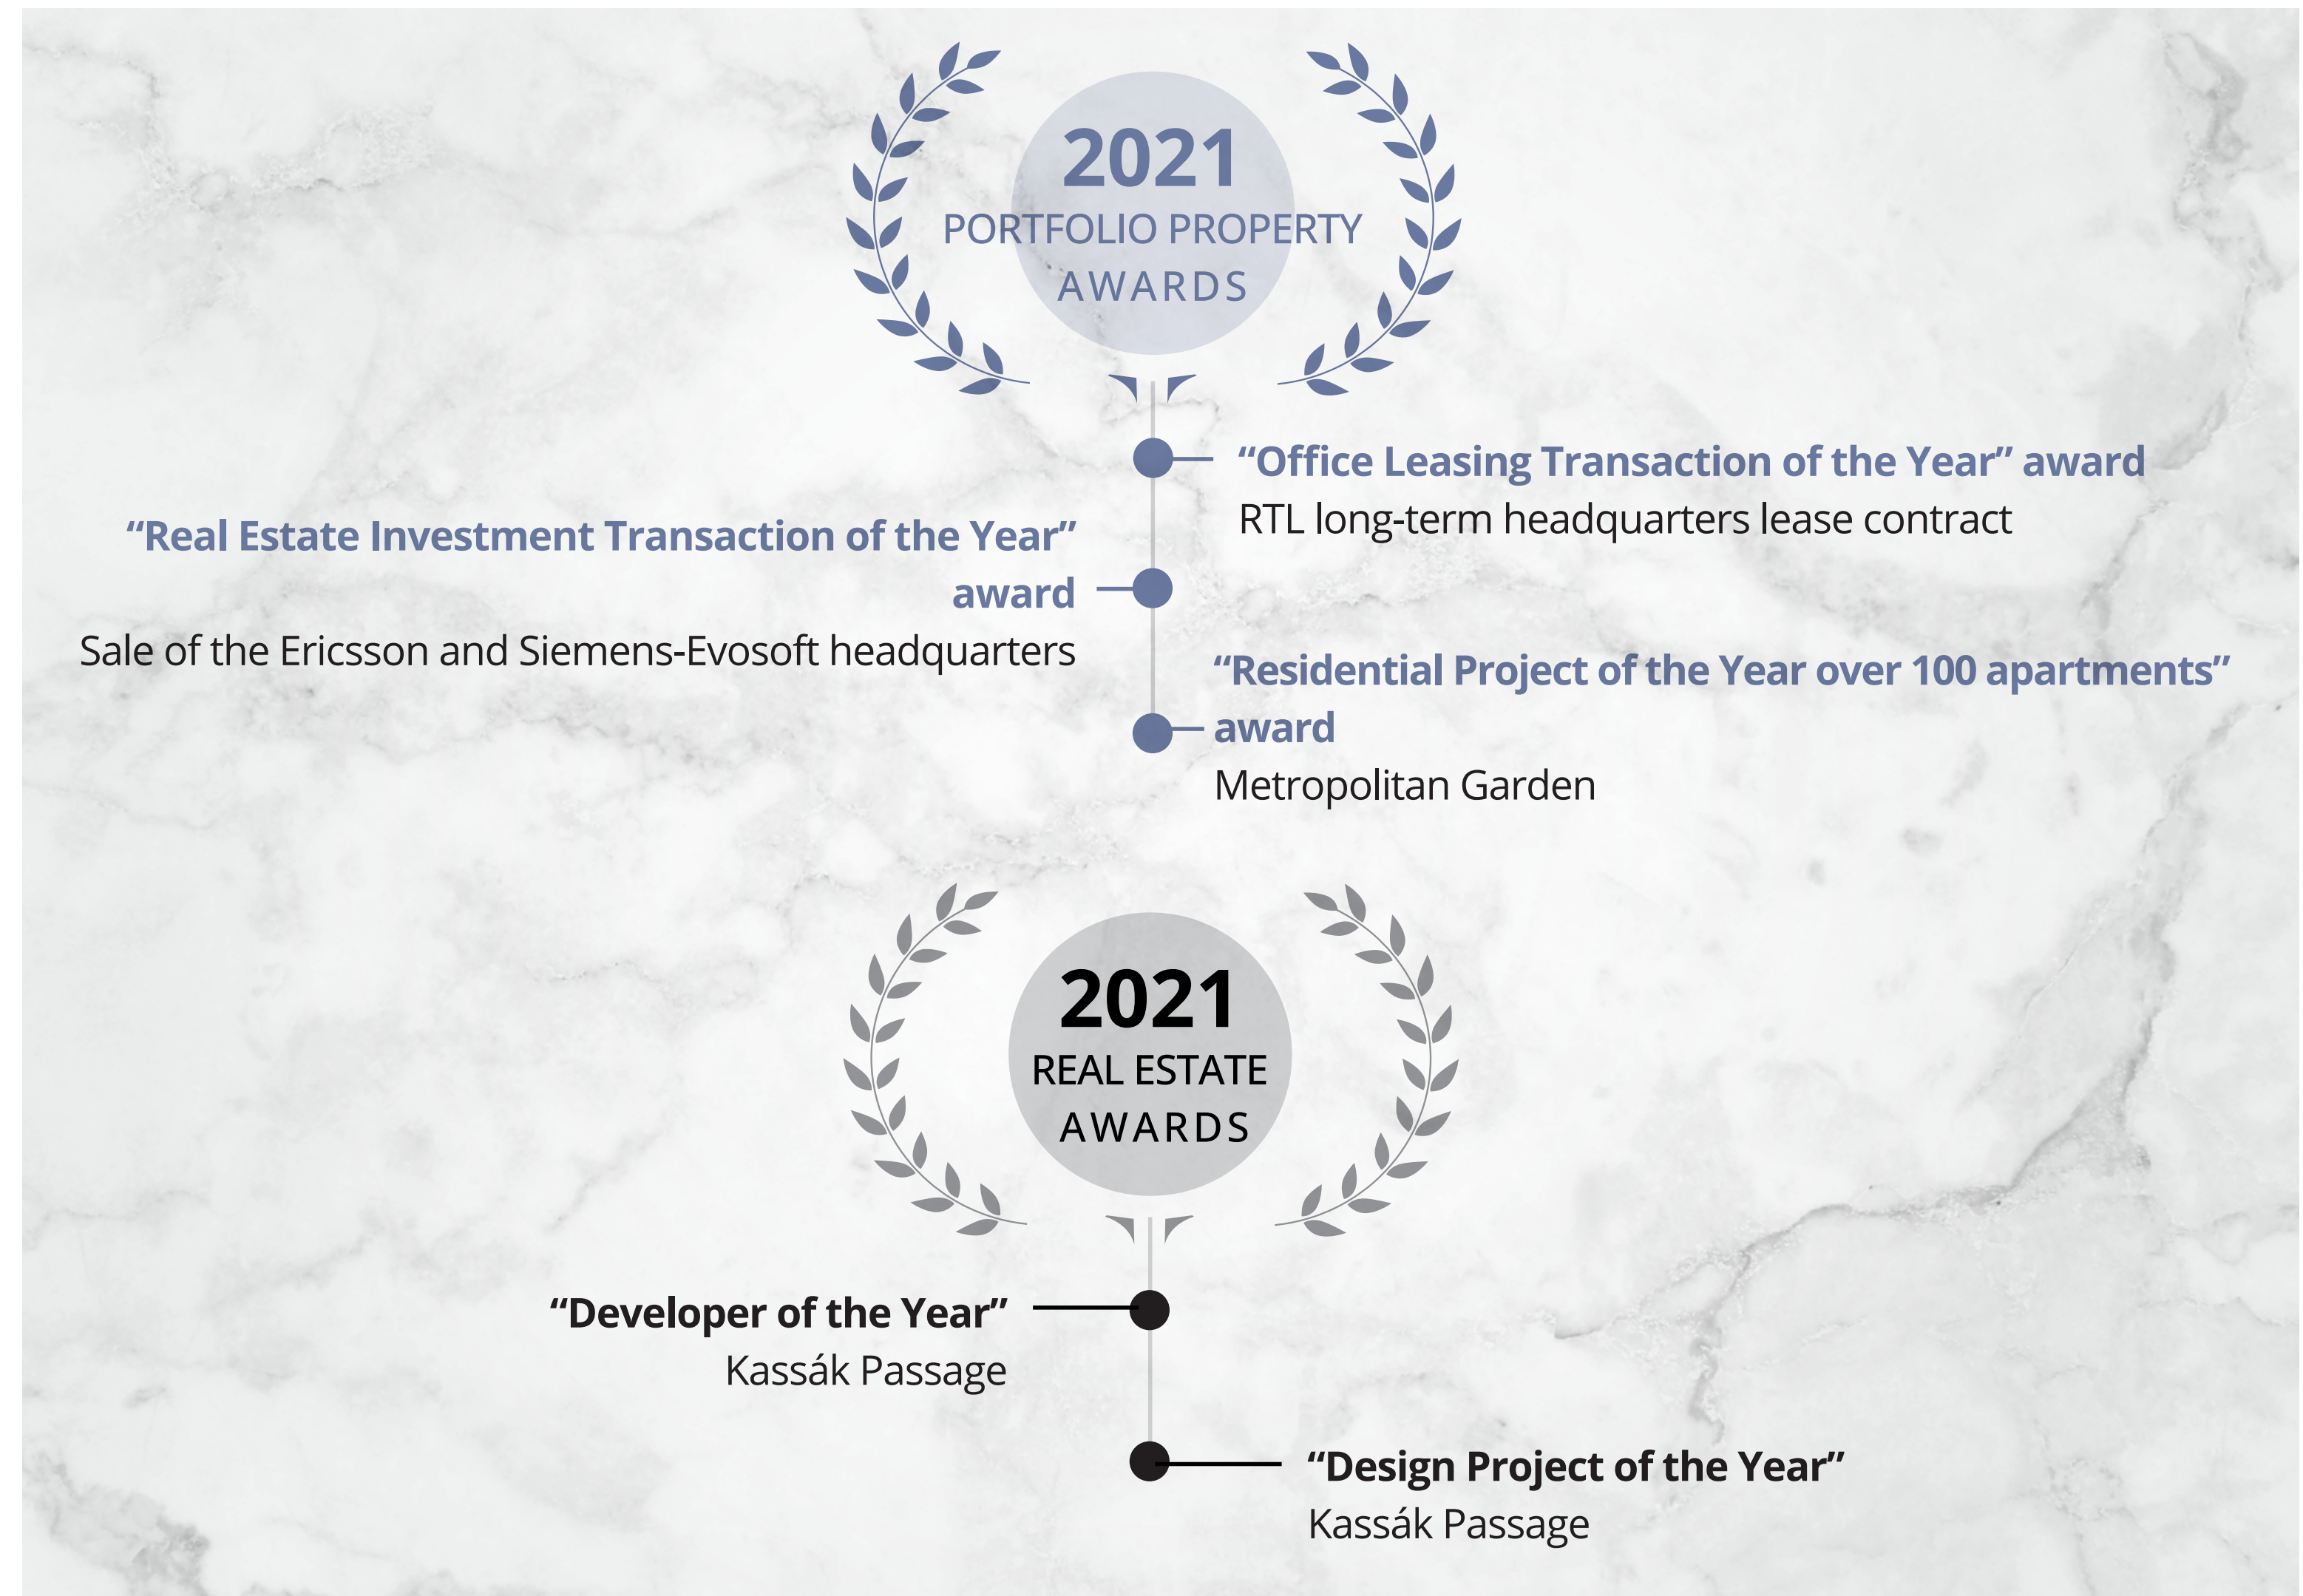 2021
PORTFOLIO PROPERTY
AWARDS
“Office Leasing Transaction of the Year” award
RTL long-term headquarters lease contract
“Real Estate Investment Transaction of the Year”
award
Sale of the Ericsson and Siemens-Evosoft headquarters
“Residential Project of the Year over 100 apartments”
award
Metropolitan Garden
2021
REAL ESTATE
AWARDS
“Developer of the Year”
Kassák Passage
“Design Project of the Year”
Kassák Passage